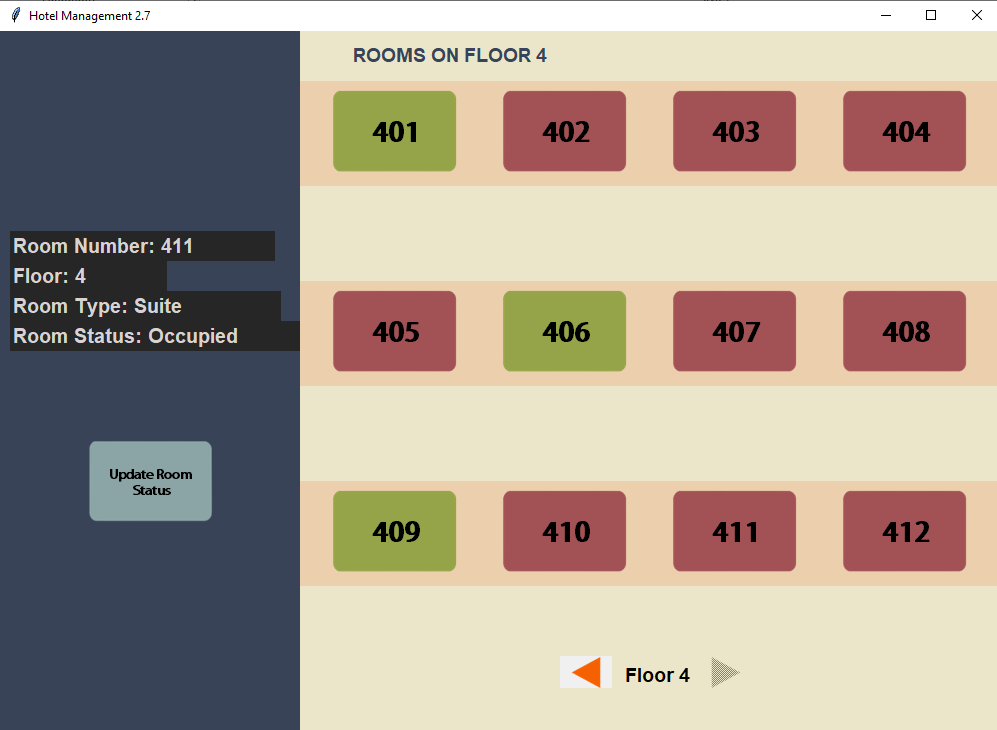 Hotel Management 2.7
ROOMS ON FLOOR 4
401 402 403 404
Room Number: 411
Floor: 4
Room Type: Suite
Room Status: Occupied
405 406 407 408
Update Room
Status
409 410 411 412
Floor 4